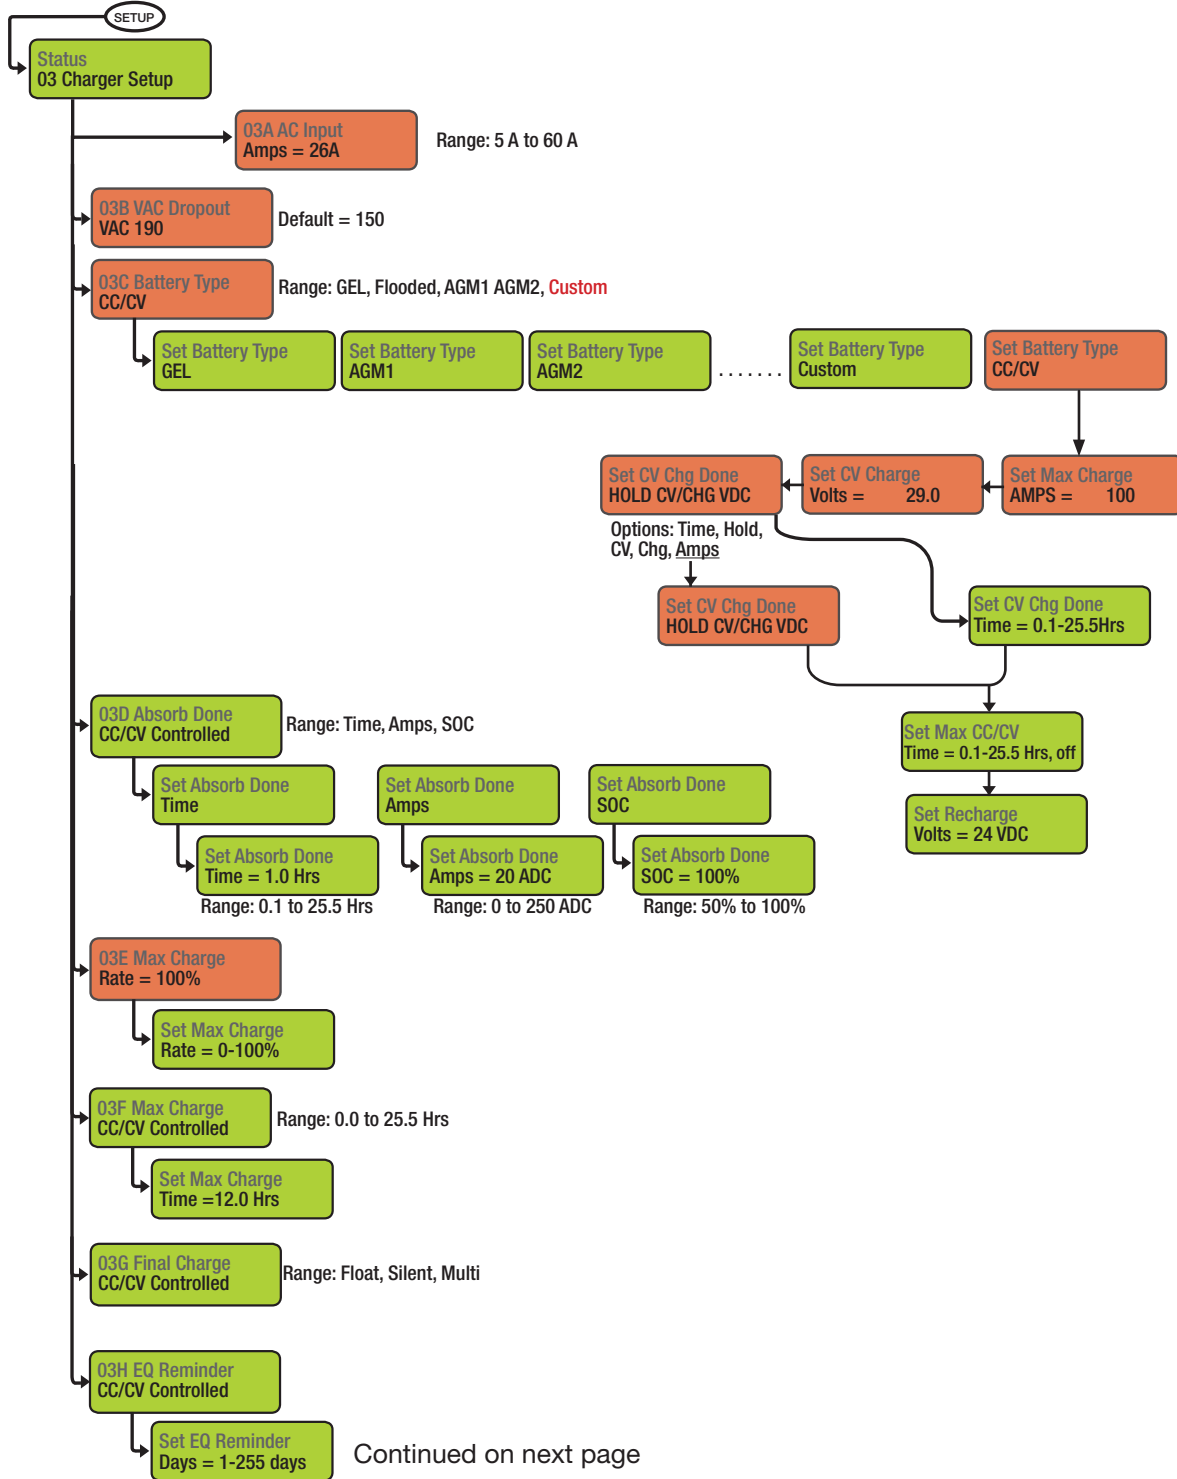 SETUP
Status
03 Charger Setup
03A AC Input
Amps = 26A
Range: 5 A to 60 A
03B VAC Dropout
VAC 190
Default = 150
03C Battery Type
CC/CV
Range: GEL, Flooded, AGM1 AGM2, Custom
Set Battery Type
GEL
Set Battery Type
AGM1
Set Battery Type
AGM2
.......
Set Battery Type
Custom
Set Battery Type
CC/CV
Set CV Chg Done
HOLD CV/CHG VDC
Set CV Charge
Volts = 29.0
Set Max Charge
AMPS = 100
Options: Time, Hold,
CV, Chg, Amps
Set CV Chg Done
HOLD CV/CHG VDC
Set CV Chg Done
Time = 0.1-25.5Hrs
Set Max CC/CV
Time = 0.1-25.5 Hrs, off
Set Recharge
Volts = 24 VDC
03D Absorb Done
CC/CV Controlled
Range: Time, Amps, SOC
Set Absorb Done
Time
Set Absorb Done
Amps
Set Absorb Done
SOC
Set Absorb Done
Time = 1.0 Hrs
Set Absorb Done
Amps = 20 ADC
Set Absorb Done
SOC = 100%
Range: 0.1 to 25.5 Hrs
Range: 0 to 250 ADC
Range: 50% to 100%
03E Max Charge
Rate = 100%
Set Max Charge
Rate = 0-100%
03F Max Charge
CC/CV Controlled
Range: 0.0 to 25.5 Hrs
Set Max Charge
Time =12.0 Hrs
03G Final Charge
CC/CV Controlled
Range: Float, Silent, Multi
03H EQ Reminder
CC/CV Controlled
Set EQ Reminder
Days = 1-255 days
Continued on next page